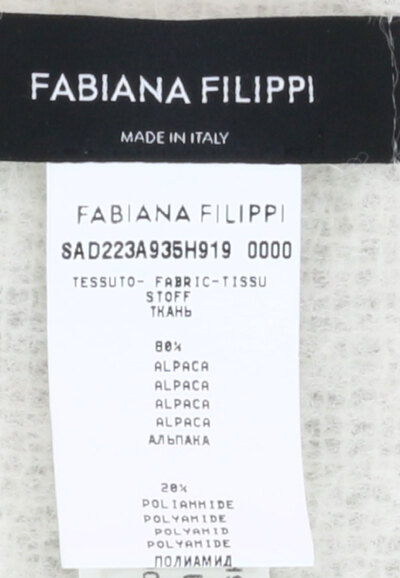 FABIANA FILIPPI
MADE IN ITALY
FABIANA FILIPPI
SAD223A935H919 0000
TESSUTO- FABRIC-TISSU
STOFF
ТКАНЬ
80%
ALPACA
ALPACA
ALPACA
ALPACA
АЛЬПАКА
20%
POLIAMMIDE
POLYAMIDE
POLYAMID
POLYAMIDE
ПОЛИАМИД